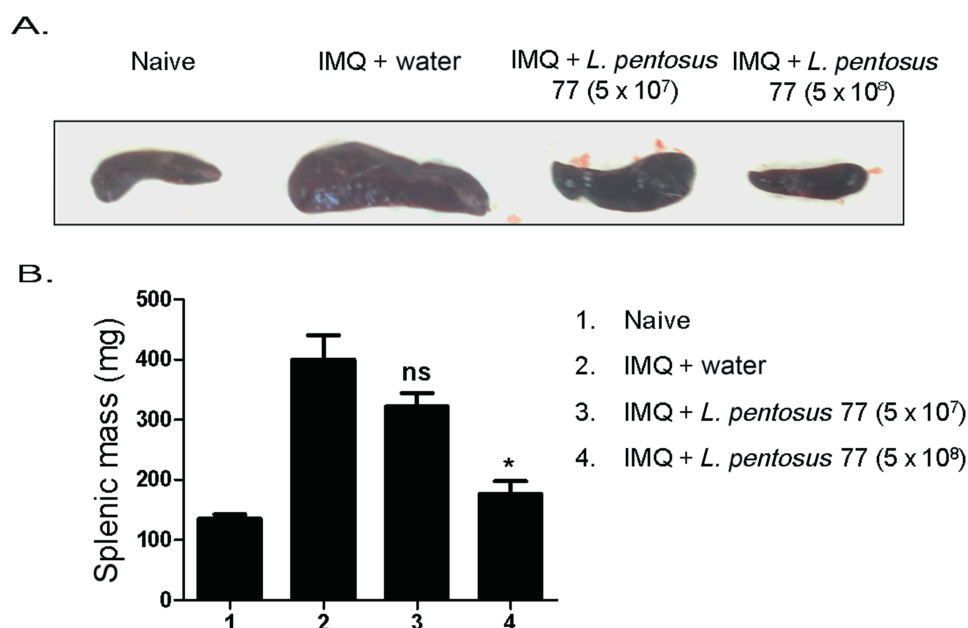 A.
Naive
IMQ + water
IMQ + L. pentosus
77 (5 x 10⁷)
IMQ + L. pentosus
77 (5 x 10⁸)
B.
Splenic mass (mg)
500
400
300
200
100
0
ns
*
1
2
3
4
1. Naive
2. IMQ + water
3. IMQ + L. pentosus 77 (5 x 10⁷)
4. IMQ + L. pentosus 77 (5 x 10⁸)